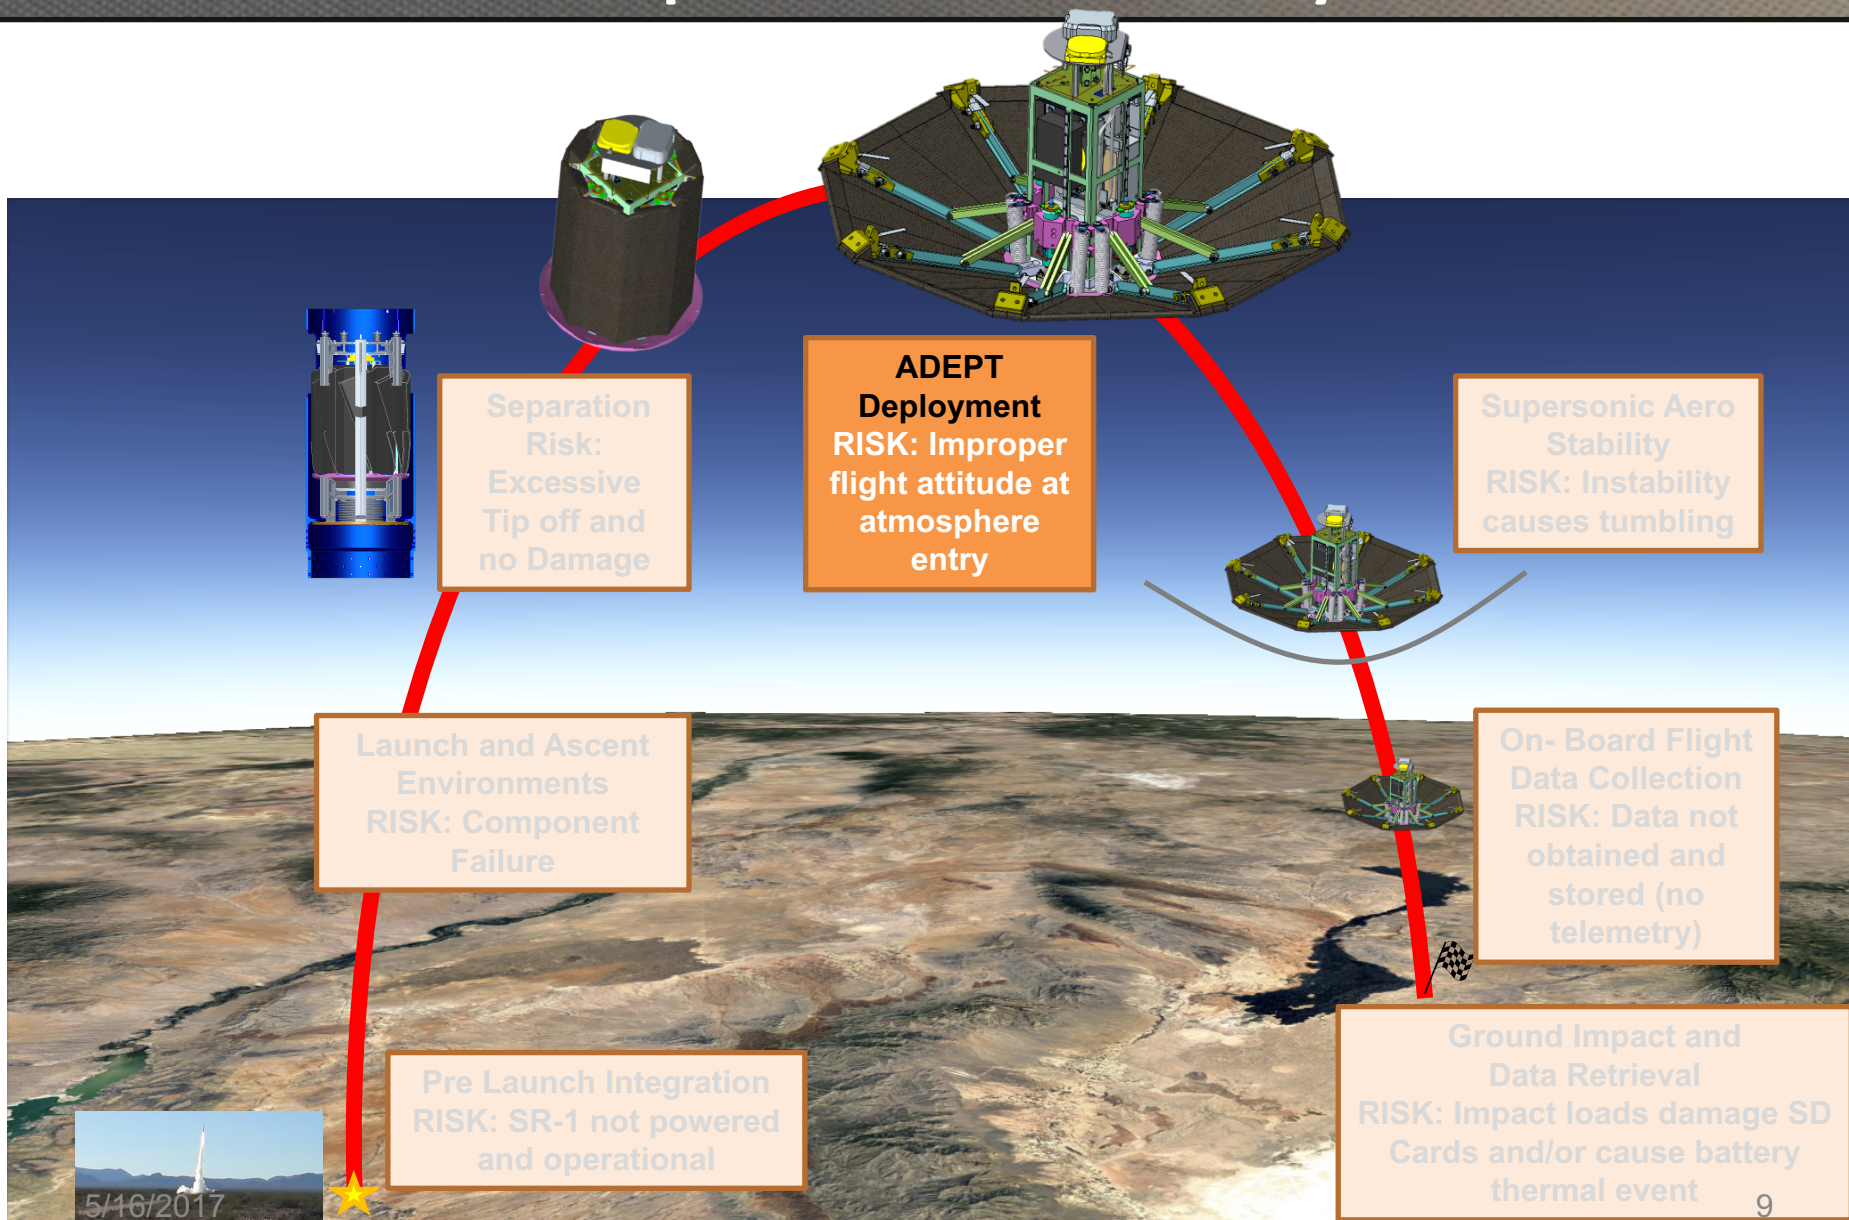 ADEPT
Deployment
RISK: Improper
flight attitude at
atmosphere
entry
Separation
Risk:
Excessive
Tip off and
no Damage
Supersonic Aero
Stability
RISK: Instability
causes tumbling
Launch and Ascent
Environments
RISK: Component
Failure
On- Board Flight
Data Collection
RISK: Data not
obtained and
stored (no
telemetry)
Pre Launch Integration
RISK: SR-1 not powered
and operational
Ground Impact and
Data Retrieval
RISK: Impact loads damage SD
Cards and/or cause battery
thermal event
5/16/2017
9